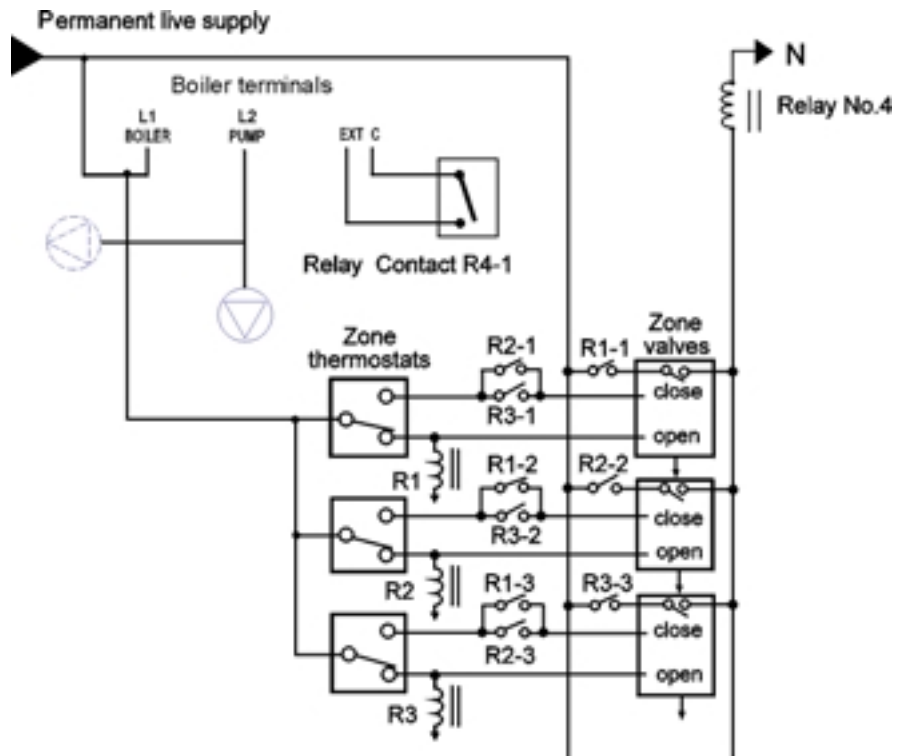 Permanent live supply
N
Boiler terminals
Relay No.4
L1
BOILER
L2
PUMP
EXT C
Relay Contact R4-1
Zone
thermostats
Zone
valves
R2-1
R1-1
R3-1
close
open
R1
R1-2
R2-2
R3-2
close
open
R2
R1-3
R3-3
R2-3
close
open
R3